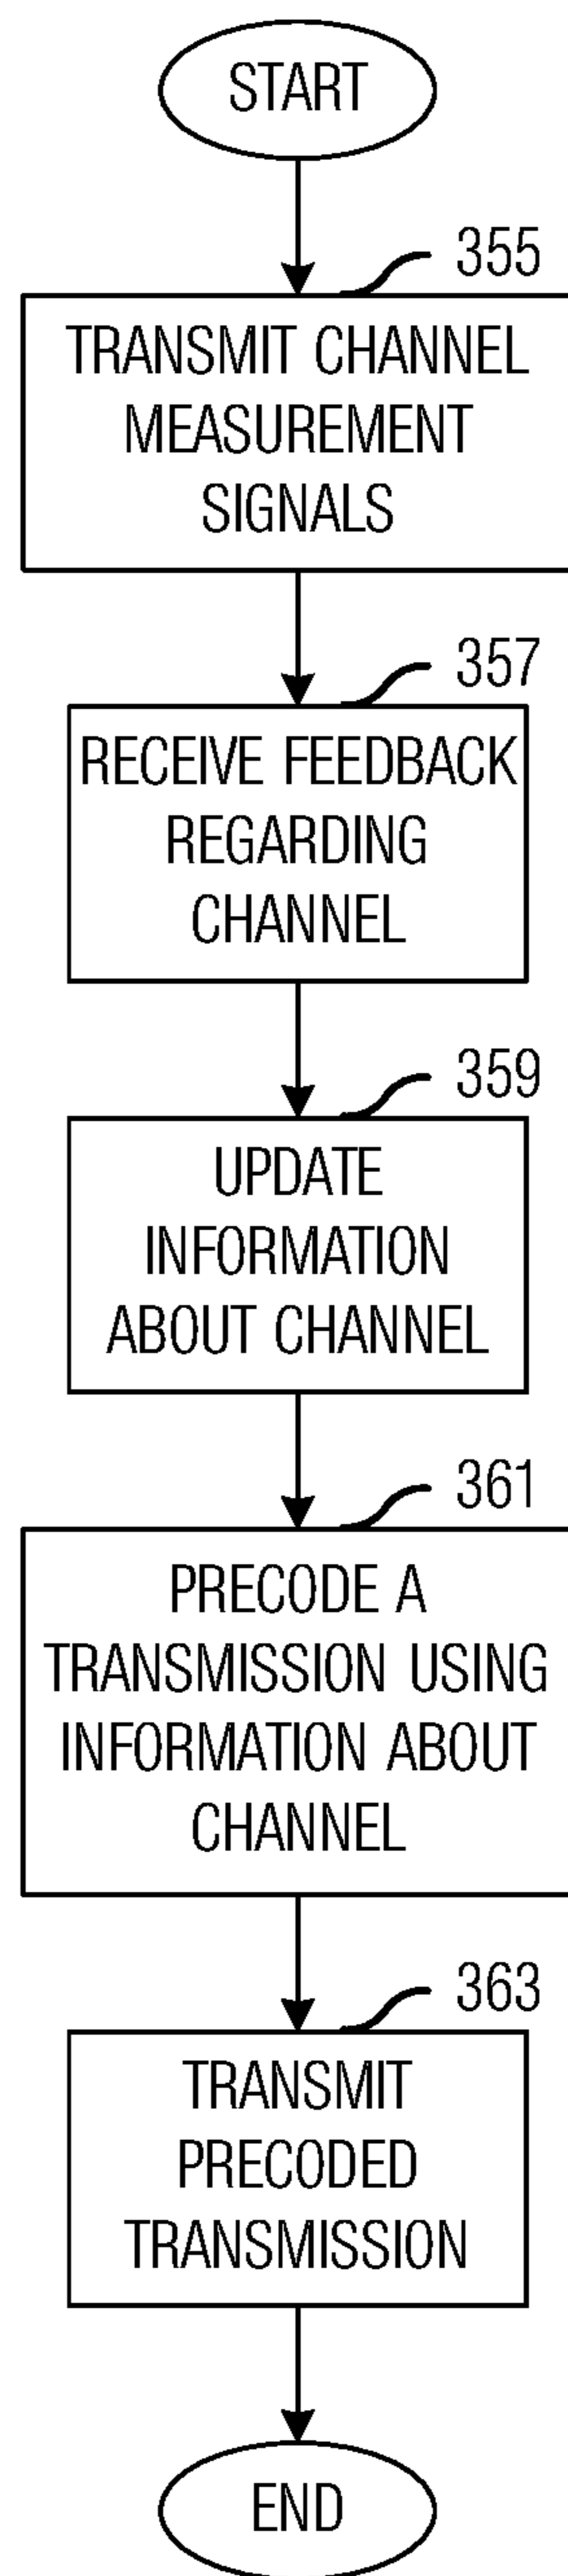 START
355
TRANSMIT CHANNEL
MEASUREMENT
SIGNALS
357
RECEIVE FEEDBACK
REGARDING
CHANNEL
359
UPDATE
INFORMATION
ABOUT CHANNEL
361
PRECODE A
TRANSMISSION USING
INFORMATION ABOUT
CHANNEL
363
TRANSMIT
PRECODED
TRANSMISSION
END